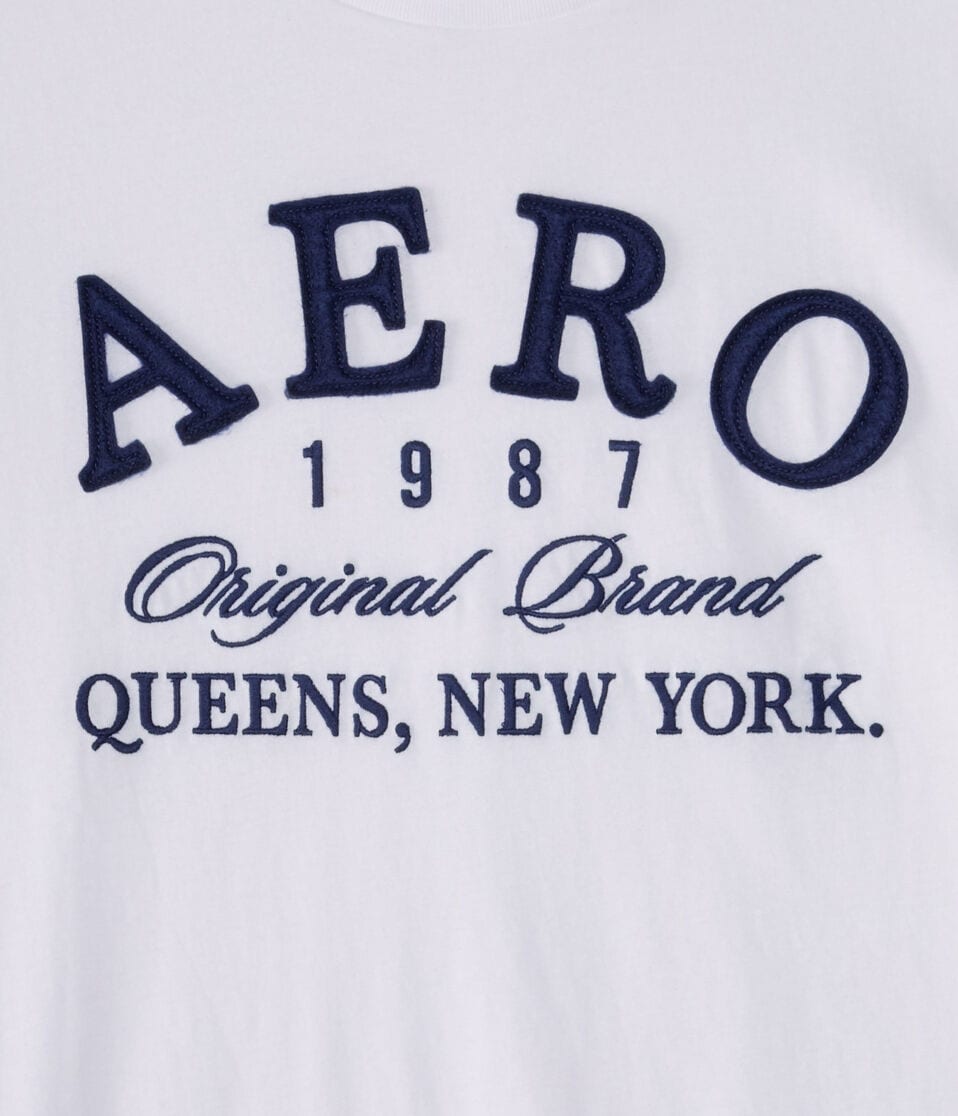 AERO
1987
Original Brand
QUEENS, NEW YORK.